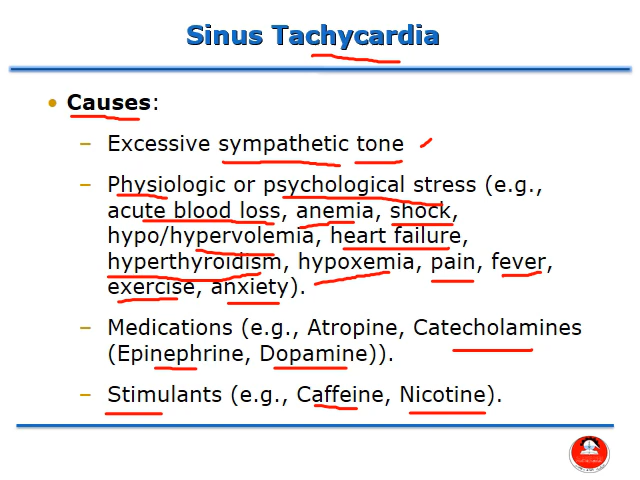 Sinus Tachycardia
• Causes:
– Excessive sympathetic tone
– Physiologic or psychological stress (e.g.,
acute blood loss, anemia, shock,
hypo/hypervolemia, heart failure,
hyperthyroidism, hypoxemia, pain, fever,
exercise, anxiety).
– Medications (e.g., Atropine, Catecholamines
(Epinephrine, Dopamine)).
– Stimulants (e.g., Caffeine, Nicotine).